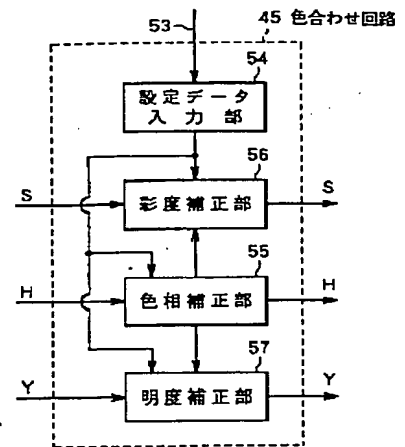 53
45 色合わせ回路
54
設定データ
入力部
56
S
彩度補正部
S
55
H
色相補正部
H
57
Y
明度補正部
Y